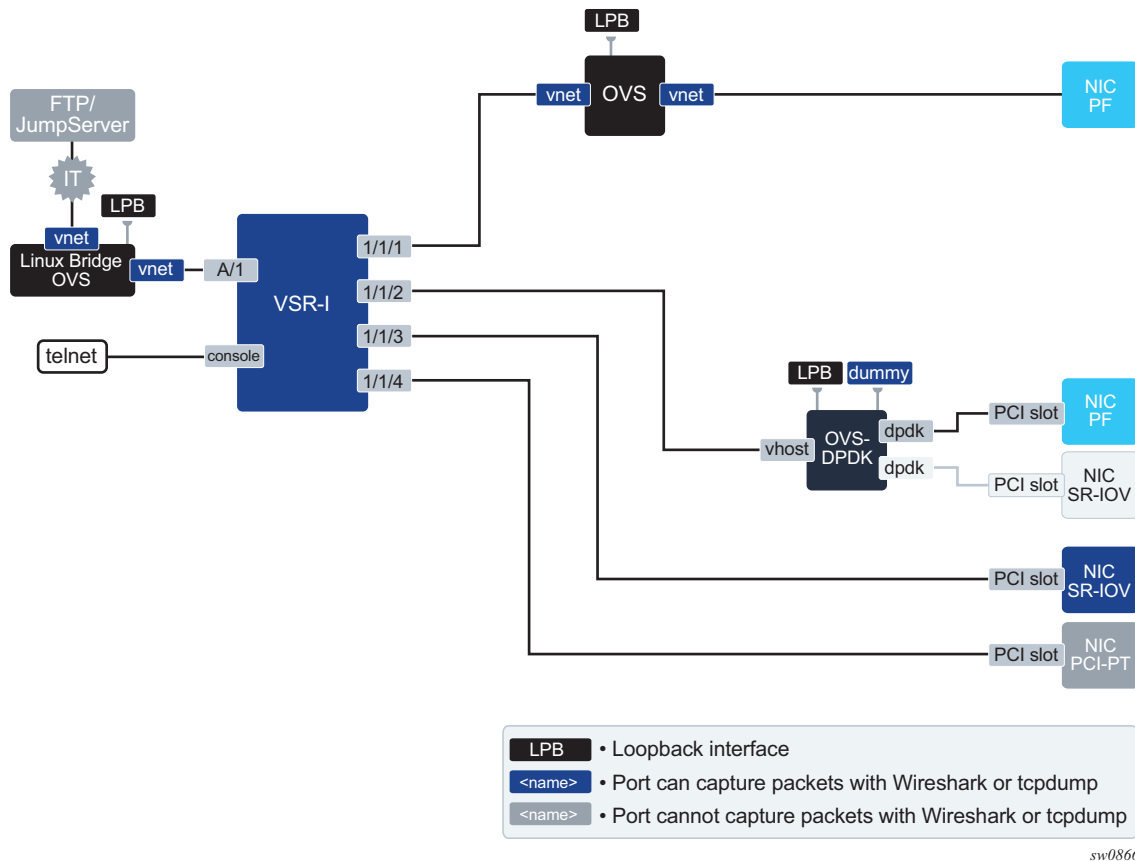 LPB
vnet
OVS
vnet
NIC
PF
FTP/
JumpServer
IT
LPB
vnet
Linux Bridge
OVS
vnet
A/1
VSR-I
1/1/1
1/1/2
1/1/3
1/1/4
telnet
console
LPB
dummy
vhost
OVS-
DPDK
dpdk
dpdk
PCI slot
NIC
PF
PCI slot
NIC
SR-IOV
PCI slot
NIC
SR-IOV
PCI slot
NIC
PCI-PT
LPB • Loopback interface
<name> • Port can capture packets with Wireshark or tcpdump
<name> • Port cannot capture packets with Wireshark or tcpdump